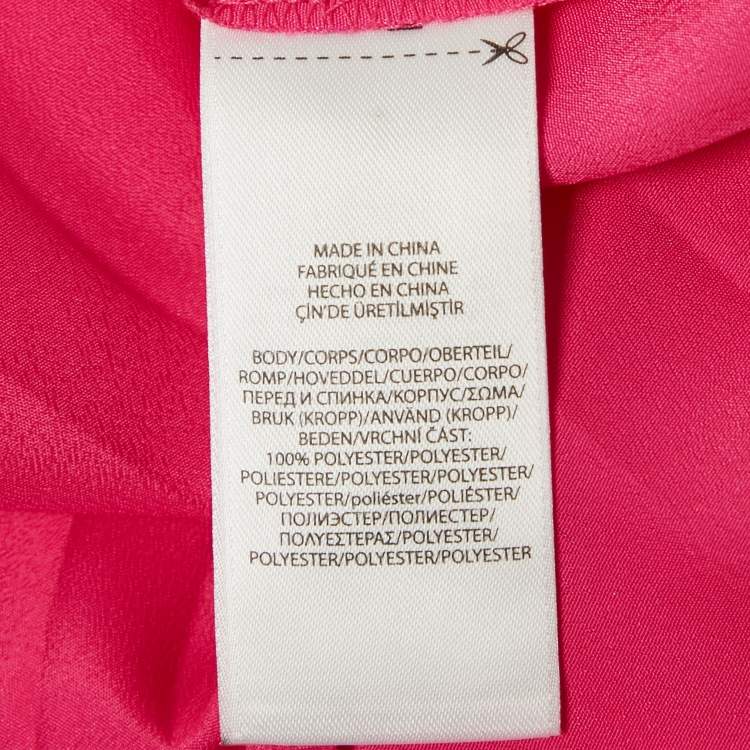 MADE IN CHINA
FABRIQUÉ EN CHINE
HECHO EN CHINA
ÇİN'DE ÜRETİLMİŞTİR
BODY/CORPS/CORPO/OBERTEIL/
ROMP/HOVEDDEL/CUERPO/CORPO/
ПЕРЕД И СПИНКА/КОРПУС/ΣΩΜΑ/
BRUK (KROPP)/ANVÄND (KROPP)/
BEDEN/VRCHNÍ ČÁST:
100% POLYESTER/POLYESTER/
POLIESTERE/POLYESTER/POLYESTER/
POLYESTER/poliéster/POLIÉSTER/
ПОЛИЭСТЕР/ПОЛИЕСТЕР/
ΠΟΛΥΕΣΤΕΡΑΣ/POLYESTER/
POLYESTER/POLYESTER/POLYESTER